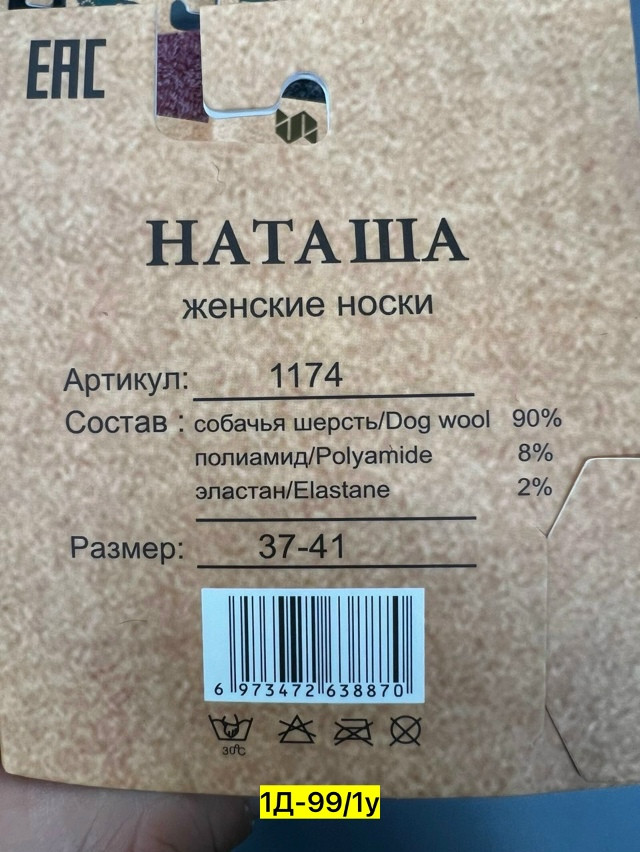 EAC
НАТАША
женские носки
Артикул: 1174
Состав : собачья шерсть/Dog wool 90%
полиамид/Polyamide 8%
эластан/Elastane 2%
Размер: 37-41
6 973472 638870
30°C
1Д-99/1у